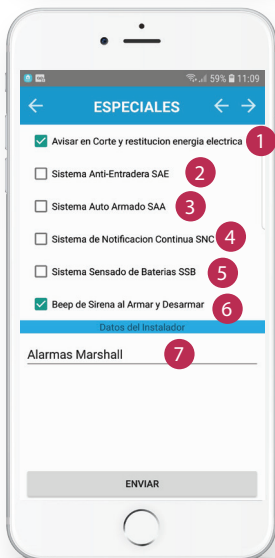 59% 11:09
ESPECIALES
Avisar en Corte y restitucion energia electrica 1
Sistema Anti-Entradera SAE 2
Sistema Auto Armado SAA 3
Sistema de Notificacion Continua SNC 4
Sistema Sensado de Baterias SSB 5
Beep de Sirena al Armar y Desarmar 6
Datos del Instalador
Alarmas Marshall 7
ENVIAR